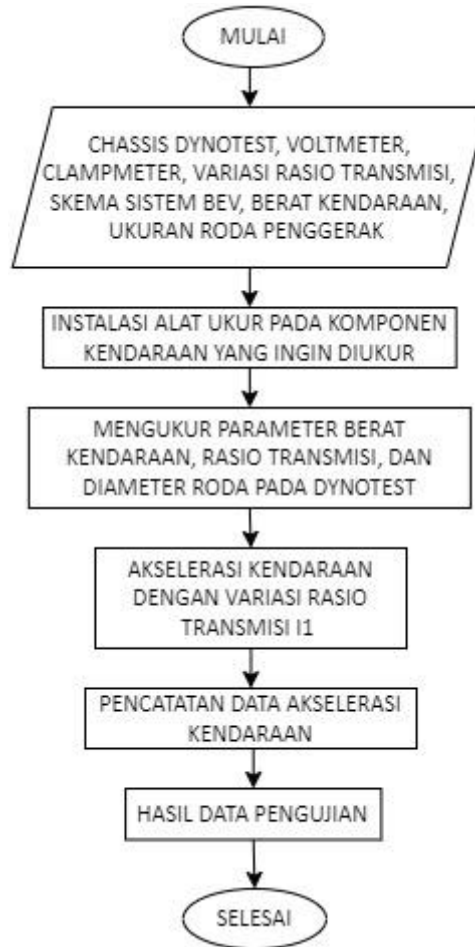 MULAI
CHASSIS DYNOTEST, VOLTMETER,
CLAMPMETER, VARIASI RASIO TRANSMISI,
SKEMA SISTEM BEV, BERAT KENDARAAN,
UKURAN RODA PENGGERAK
INSTALASI ALAT UKUR PADA KOMPONEN
KENDARAAN YANG INGIN DIUKUR
MENGUKUR PARAMETER BERAT
KENDARAAN, RASIO TRANSMISI, DAN
DIAMETER RODA PADA DYNOTEST
AKSELERASI KENDARAAN
DENGAN VARIASI RASIO
TRANSMISI I1
PENCATATAN DATA AKSELERASI
KENDARAAN
HASIL DATA PENGUJIAN
SELESAI